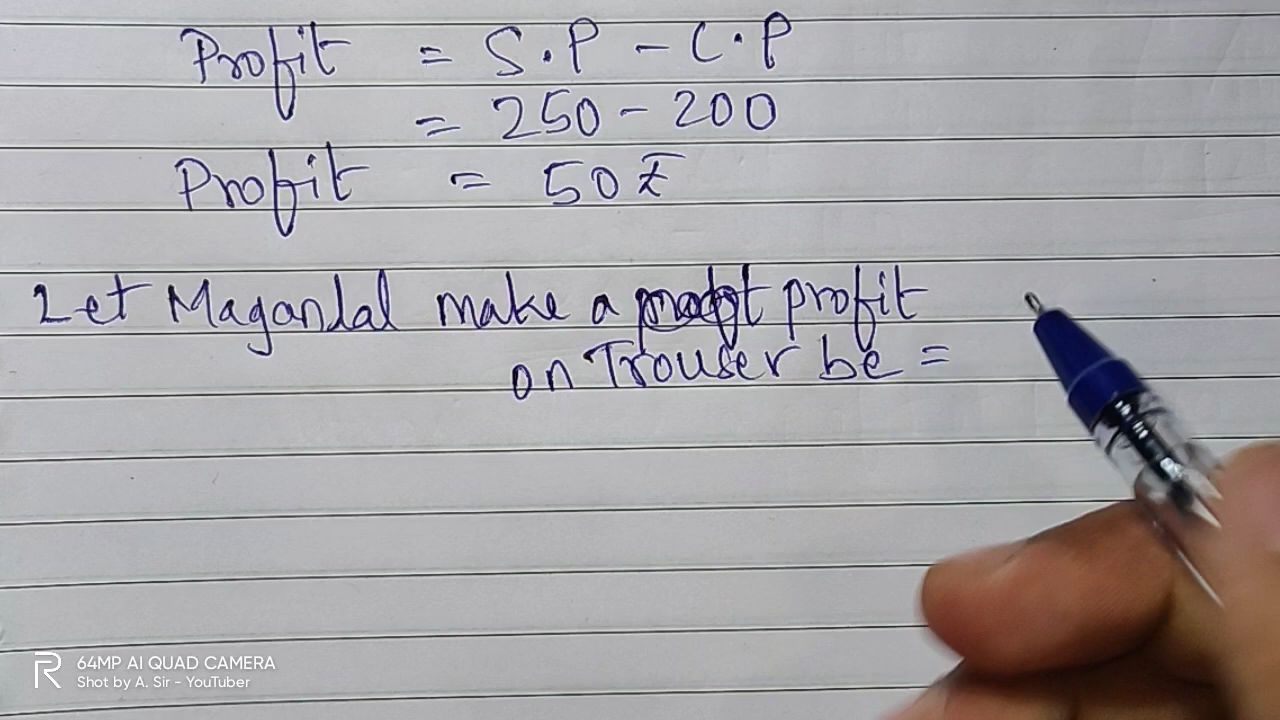 Profit = S.P - C.P
= 250 - 200
Profit = 50₹
Let Maganlal make a profit
on Trouser be =
R
64MP AI QUAD CAMERA
Shot by A. Sir - YouTuber